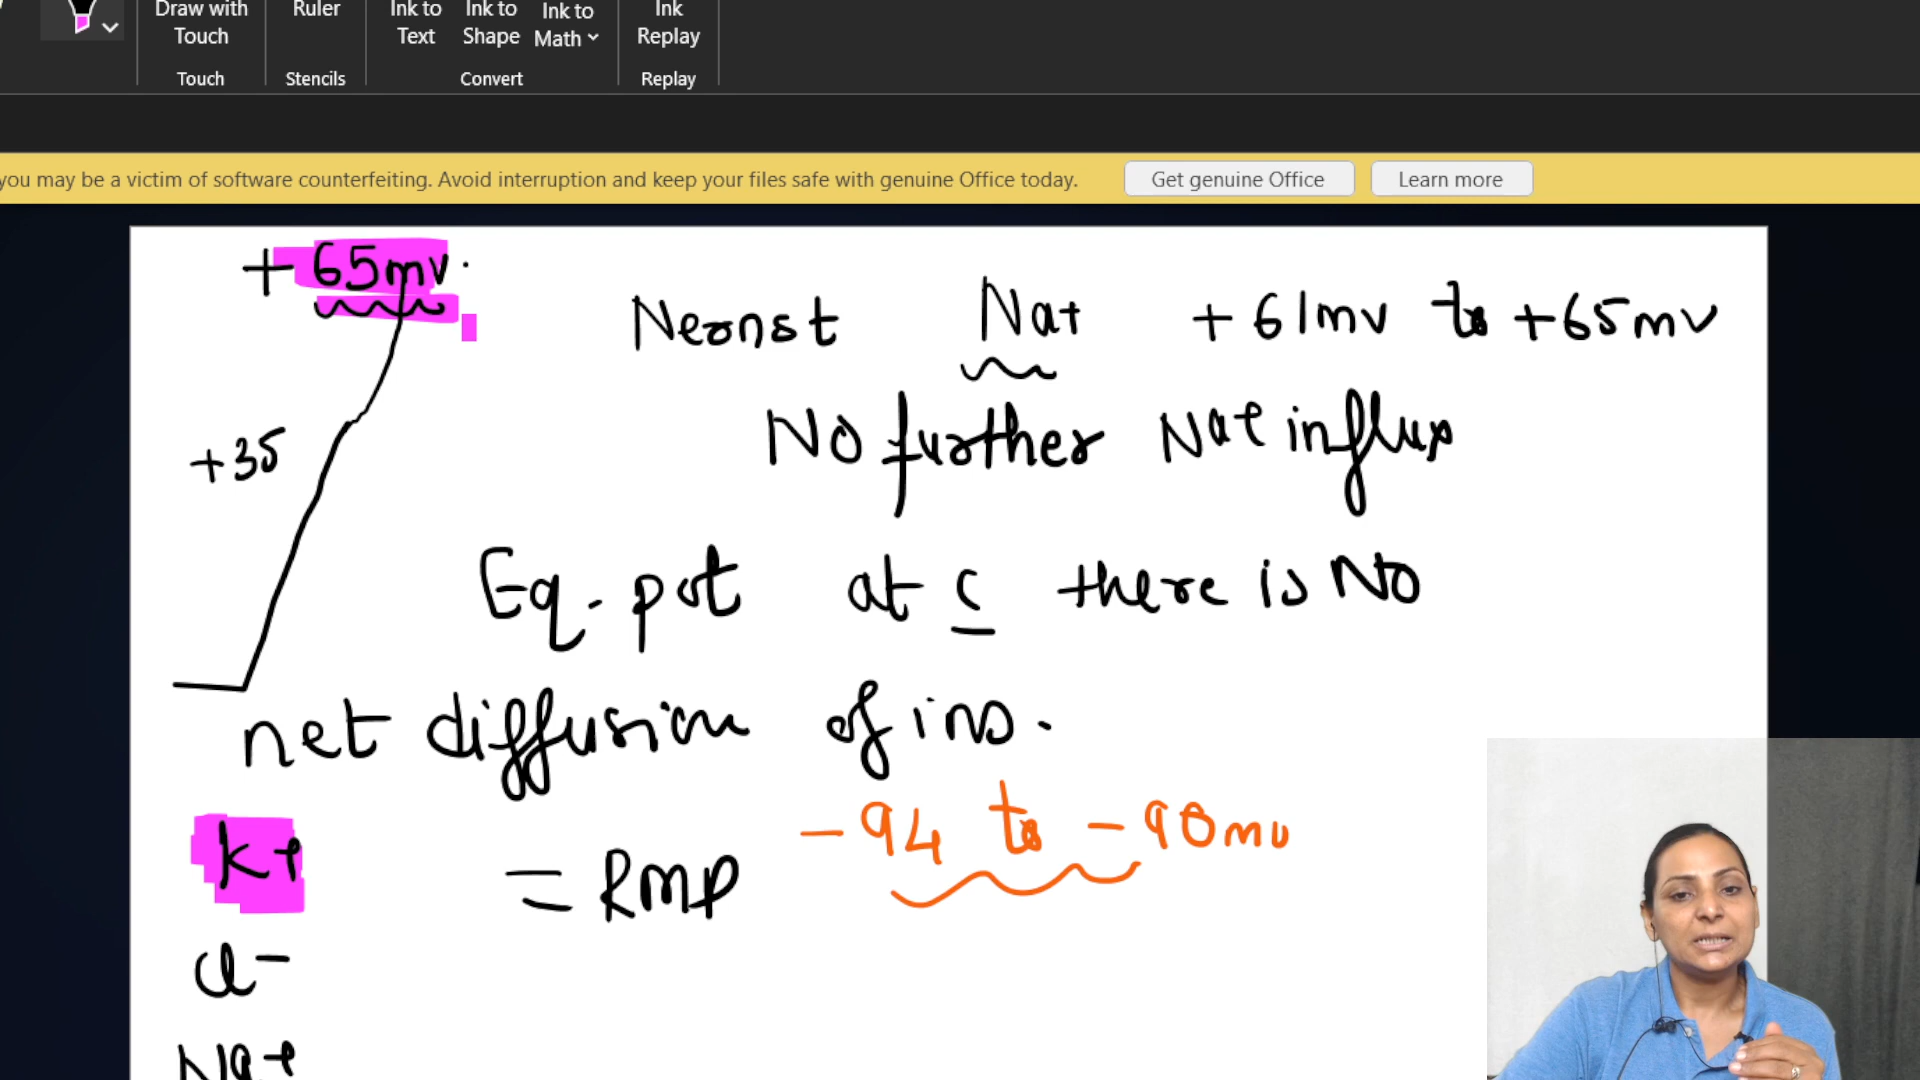 Draw with Touch
Ruler
Ink to Text
Ink to Shape
Ink to Math
Ink Replay
Touch
Stencils
Convert
Replay
you may be a victim of software counterfeiting. Avoid interruption and keep your files safe with genuine Office today.
Get genuine Office
Learn more
+65mv.
Nernst Na+ +61mv to +65mv
+35
No further Na+ influx
Eq. pot at c there is No
net diffusion of ions.
-94 to -90mv
K+ = RMP
Cl-
Na+